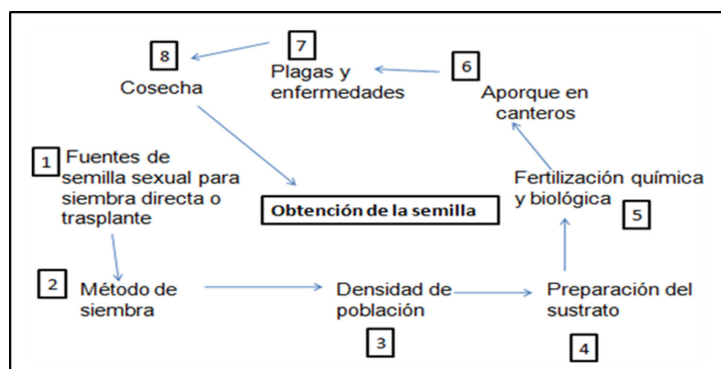 1
Fuentes de
semilla sexual para
siembra directa o
trasplante
2
Método de
siembra
Densidad de
población
3
Preparación del
sustrato
4
Fertilización química
y biológica
5
6
Aporque en
canteros
7
Plagas y
enfermedades
8
Cosecha
Obtención de la semilla